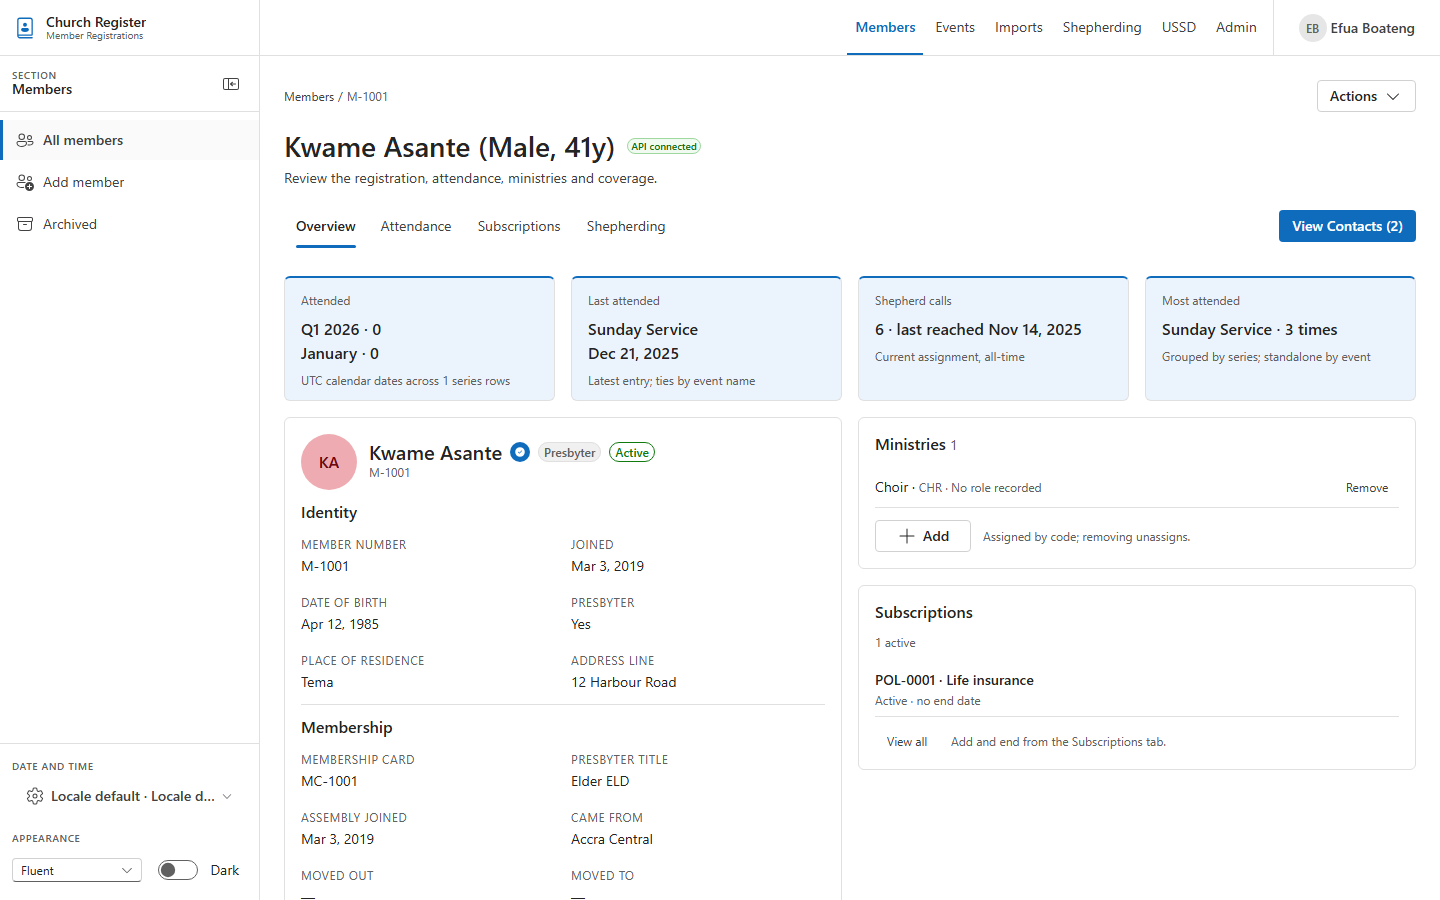 Church Register
Member Registrations
Members
Events
Imports
Shepherding
USSD
Admin
EB
Efua Boateng
SECTION
Members
All members
Add member
Archived
DATE AND TIME
Locale default · Locale d...
APPEARANCE
Fluent
Dark
Members / M-1001
Actions
Kwame Asante (Male, 41y)
API connected
Review the registration, attendance, ministries and coverage.
Overview
Attendance
Subscriptions
Shepherding
View Contacts (2)
Attended
Q1 2026 · 0
January · 0
UTC calendar dates across 1 series rows
Last attended
Sunday Service
Dec 21, 2025
Latest entry; ties by event name
Shepherd calls
6 · last reached Nov 14, 2025
Current assignment, all-time
Most attended
Sunday Service · 3 times
Grouped by series; standalone by event
KA
Kwame Asante
Presbyter
Active
M-1001
Identity
MEMBER NUMBER
M-1001
JOINED
Mar 3, 2019
DATE OF BIRTH
Apr 12, 1985
PRESBYTER
Yes
PLACE OF RESIDENCE
Tema
ADDRESS LINE
12 Harbour Road
Membership
MEMBERSHIP CARD
MC-1001
PRESBYTER TITLE
Elder ELD
ASSEMBLY JOINED
Mar 3, 2019
CAME FROM
Accra Central
MOVED OUT
—
MOVED TO
—
Ministries 1
Choir · CHR · No role recorded
Remove
Add
Assigned by code; removing unassigns.
Subscriptions
1 active
POL-0001 · Life insurance
Active · no end date
View all
Add and end from the Subscriptions tab.